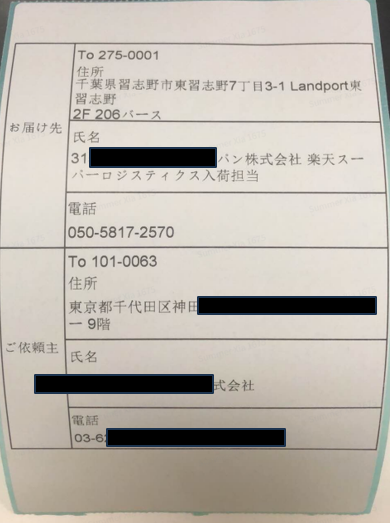 お届け先
To 275-0001
住所
千葉県習志野市東習志野7丁目3-1 Landport東
習志野
2F 206バース
氏名
31 パン株式会社 楽天スー
パーロジスティクス入荷担当
電話
050-5817-2570
ご依頼主
To 101-0063
住所
東京都千代田区神田
ー 9階
氏名
式会社
電話
03-6